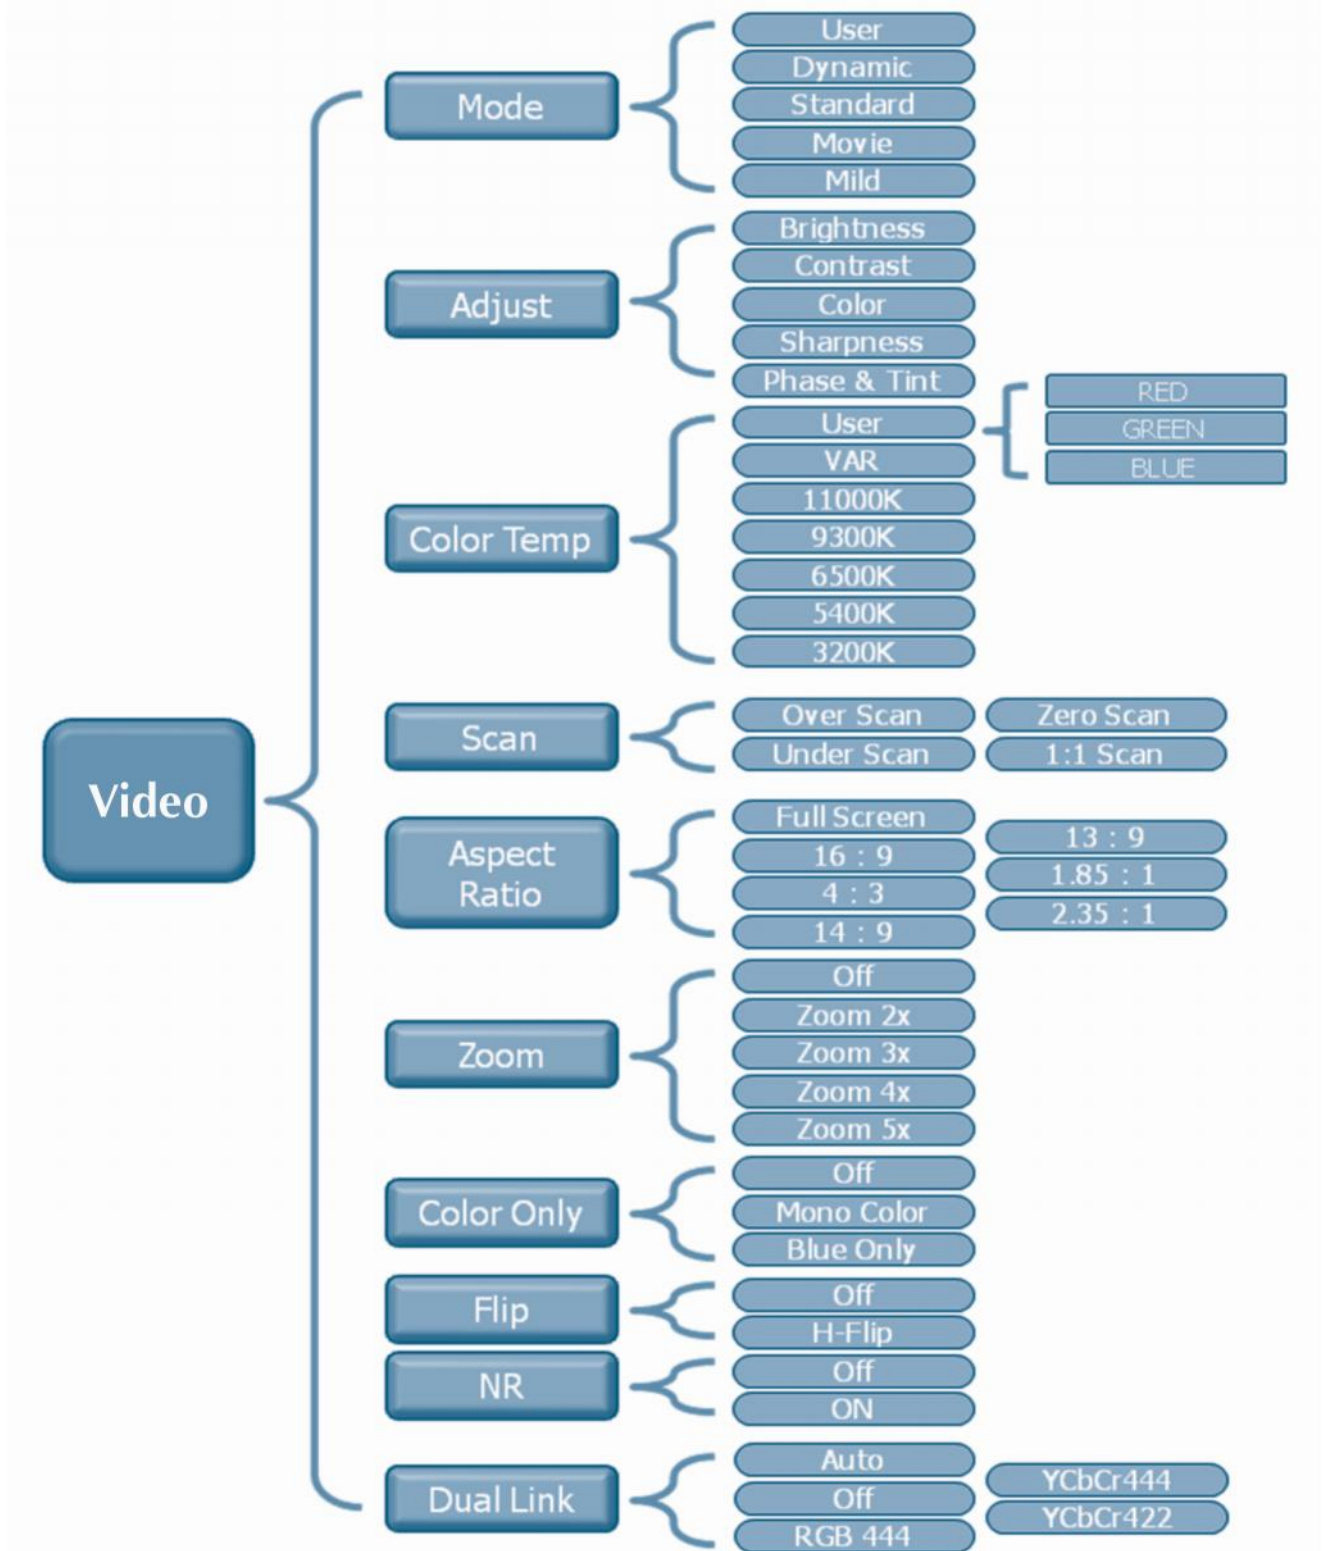 Video
Mode
User
Dynamic
Standard
Movie
Mild
Adjust
Brightness
Contrast
Color
Sharpness
Phase & Tint
Color Temp
User
RED
GREEN
BLUE
VAR
11000K
9300K
6500K
5400K
3200K
Scan
Over Scan
Under Scan
Zero Scan
1:1 Scan
Aspect
Ratio
Full Screen
16 : 9
4 : 3
14 : 9
13 : 9
1.85 : 1
2.35 : 1
Zoom
Off
Zoom 2x
Zoom 3x
Zoom 4x
Zoom 5x
Color Only
Off
Mono Color
Blue Only
Flip
Off
H-Flip
NR
Off
ON
Dual Link
Auto
Off
RGB 444
YCbCr444
YCbCr422